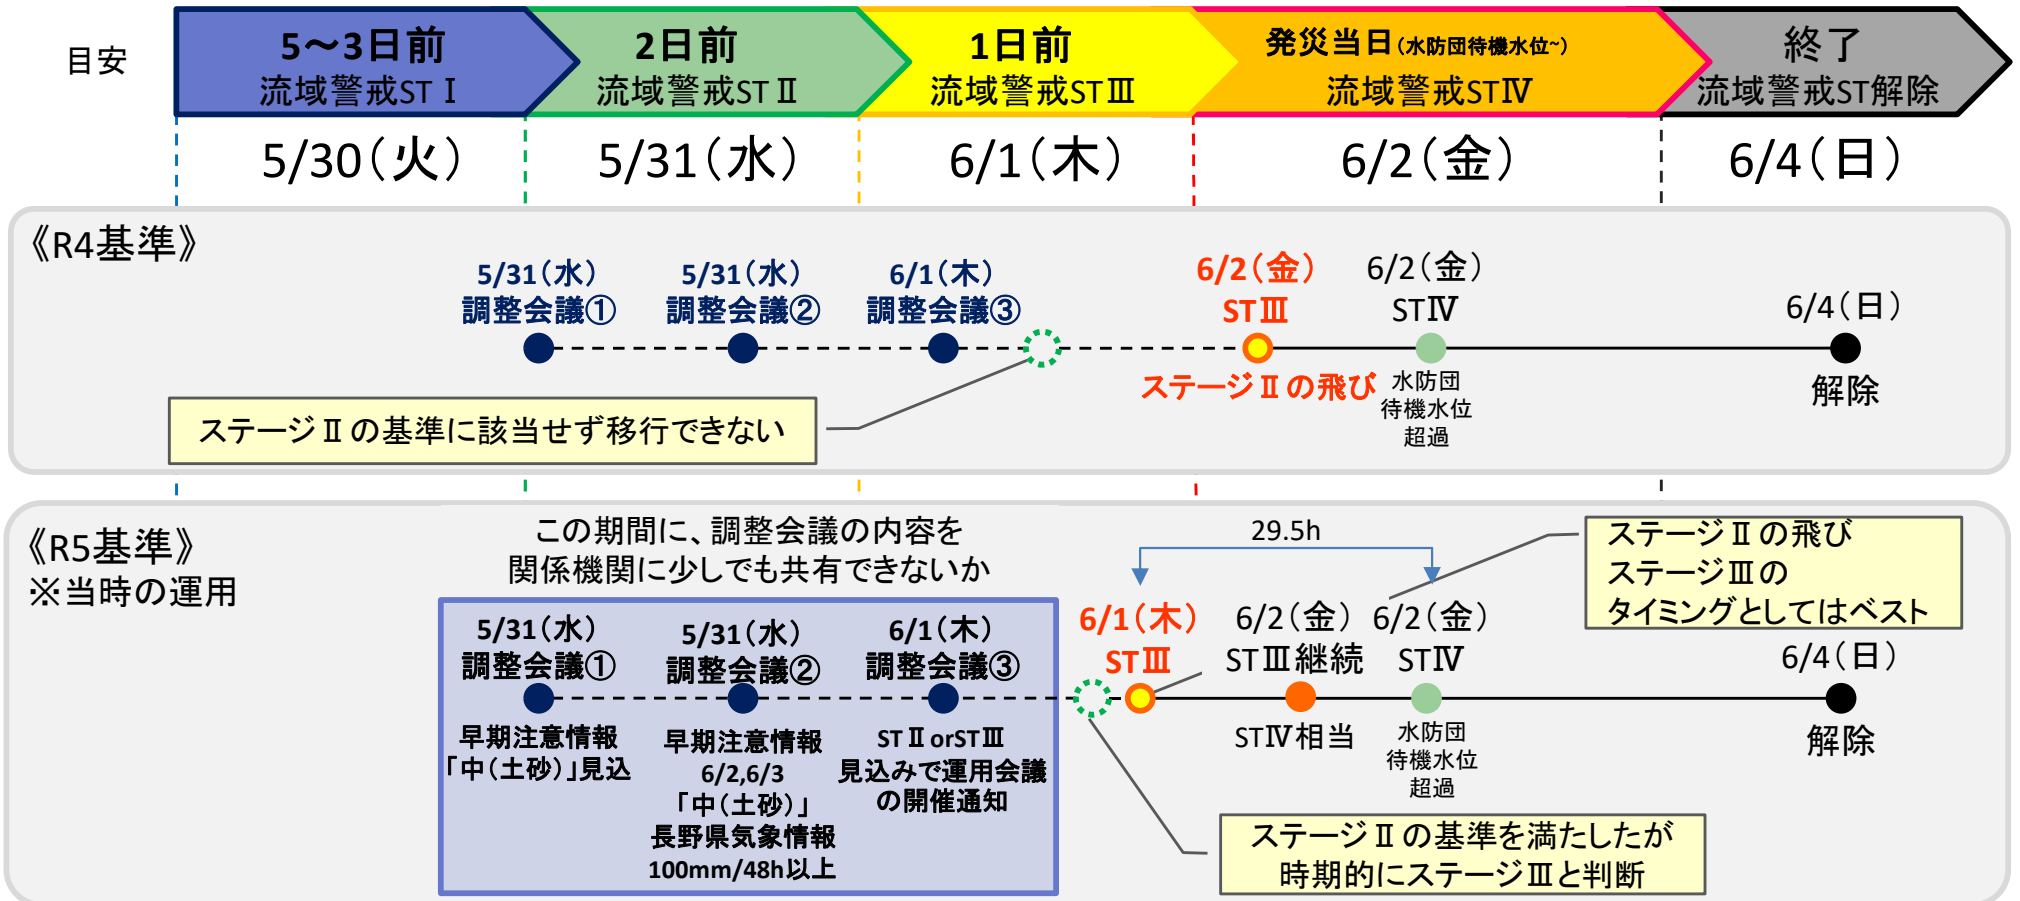 目安
5～3日前
流域警戒STⅠ
2日前
流域警戒STⅡ
1日前
流域警戒STⅢ
発災当日(水防団待機水位~)
流域警戒STⅣ
終了
流域警戒ST解除
5/30（火）
5/31（水）
6/1（木）
6/2（金）
6/4（日）
《R4基準》
5/31（水）
調整会議①
5/31（水）
調整会議②
6/1（木）
調整会議③
6/2（金）
STⅢ
ステージⅡの飛び
6/2（金）
STⅣ
水防団
待機水位
超過
6/4（日）
解除
ステージⅡの基準に該当せず移行できない
《R5基準》
※当時の運用
この期間に、調整会議の内容を
関係機関に少しでも共有できないか
5/31（水）
調整会議①
早期注意情報
「中（土砂）」見込
5/31（水）
調整会議②
早期注意情報
6/2,6/3
「中（土砂）」
長野県気象情報
100mm/48h以上
6/1（木）
調整会議③
STⅡorSTⅢ
見込みで運用会議
の開催通知
29.5h
6/1（木）
STⅢ
6/2（金）
STⅢ継続
STⅣ相当
6/2（金）
STⅣ
水防団
待機水位
超過
ステージⅡの飛び
ステージⅢの
タイミングとしてはベスト
6/4（日）
解除
ステージⅡの基準を満たしたが
時期的にステージⅢと判断